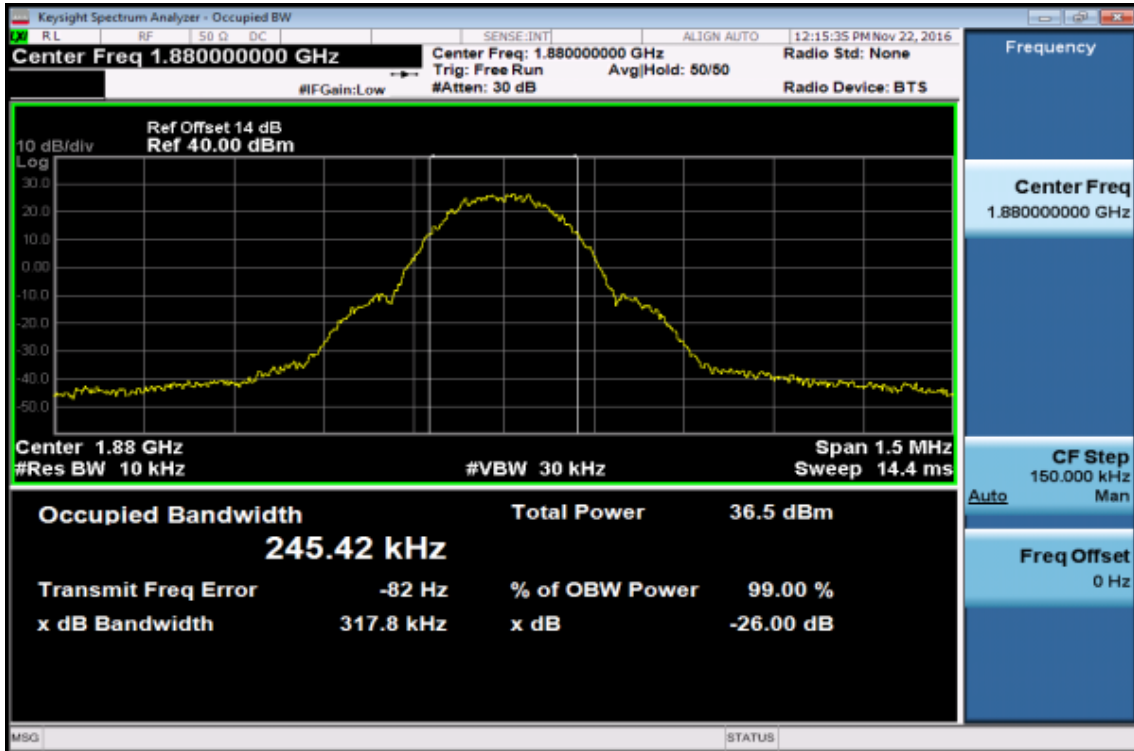 Keysight Spectrum Analyzer - Occupied BW
LXI RL RF 50 Ω DC SENSE:INT ALIGN AUTO 12:15:35 PM Nov 22, 2016
Center Freq 1.880000000 GHz
Center Freq: 1.880000000 GHz Radio Std: None
Trig: Free Run Avg|Hold: 50/50
#IFGain:Low #Atten: 30 dB Radio Device: BTS
Ref Offset 14 dB
10 dB/div Ref 40.00 dBm
Log
30.0
20.0
10.0
0.00
-10.0
-20.0
-30.0
-40.0
-50.0
Center 1.88 GHz Span 1.5 MHz
#Res BW 10 kHz #VBW 30 kHz Sweep 14.4 ms
Occupied Bandwidth Total Power 36.5 dBm
245.42 kHz
Transmit Freq Error -82 Hz % of OBW Power 99.00 %
x dB Bandwidth 317.8 kHz x dB -26.00 dB
MSG STATUS
Frequency
Center Freq
1.880000000 GHz
CF Step
150.000 kHz
Auto Man
Freq Offset
0 Hz